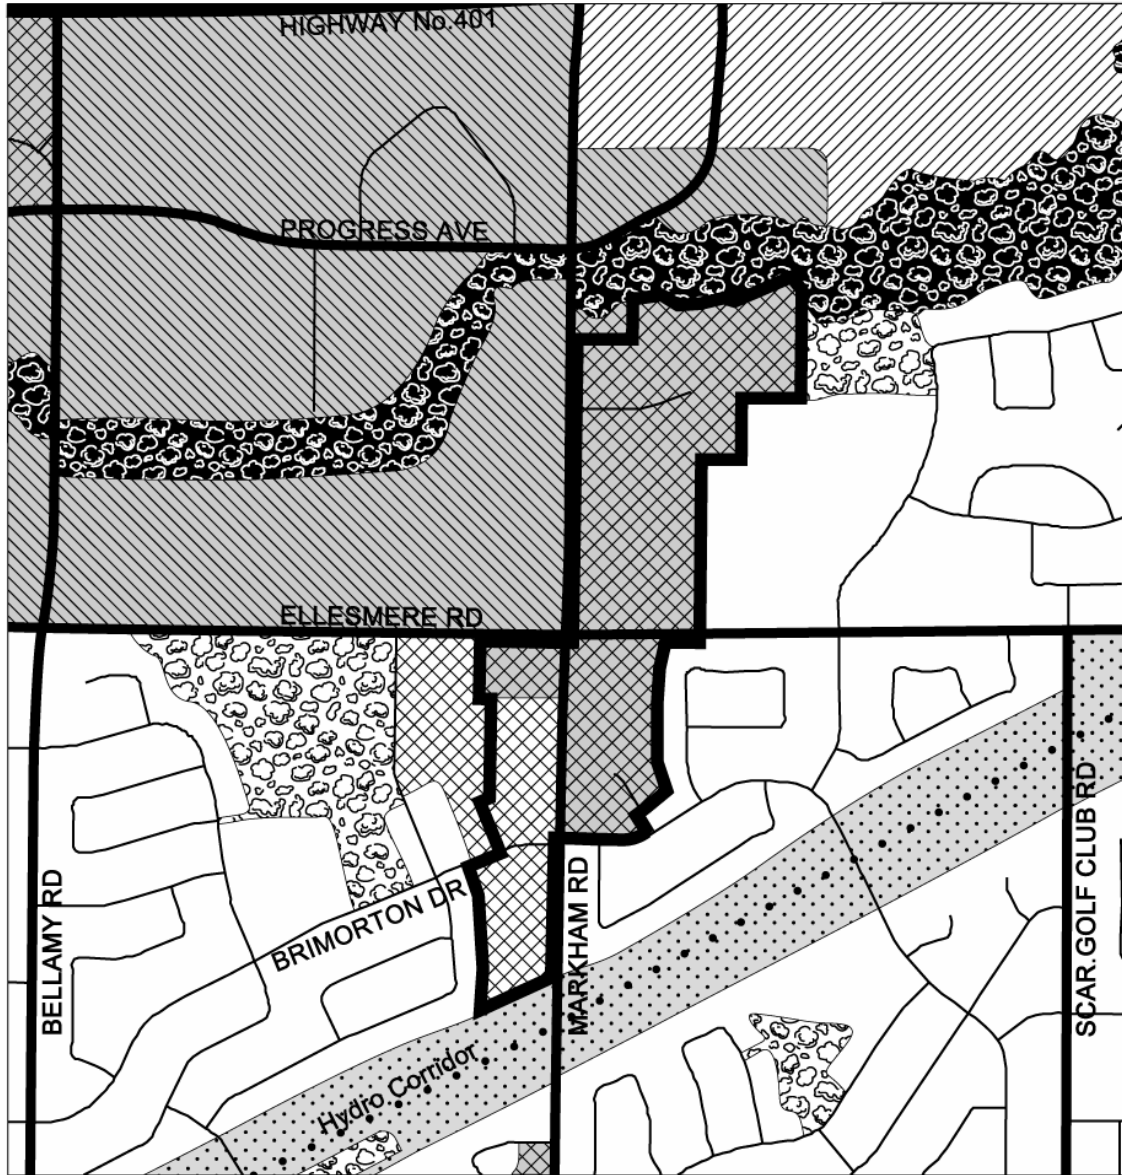 HIGHWAY No.401
PROGRESS AVE
ELLESMERE RD
BELLAMY RD
BRIMORTON DR
MARKHAM RD
SCAR.GOLF CLUB RD
Hydro Corridor